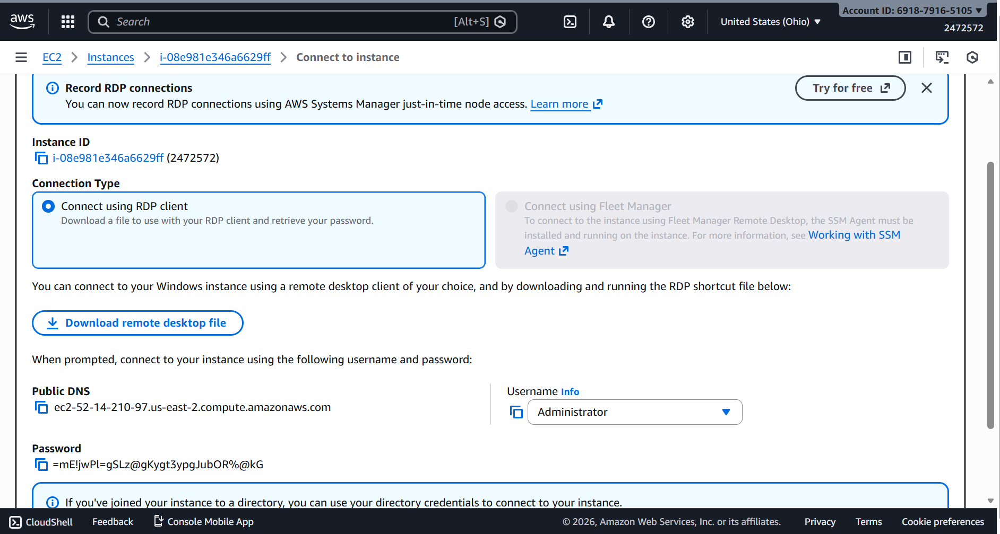 aws
Search
[Alt+S]
United States (Ohio)
Account ID: 6918-7916-5105
2472572
EC2
Instances
i-08e981e346a6629ff
Connect to instance
Record RDP connections
You can now record RDP connections using AWS Systems Manager just-in-time node access. Learn more
Try for free
Instance ID
i-08e981e346a6629ff (2472572)
Connection Type
Connect using RDP client
Download a file to use with your RDP client and retrieve your password.
Connect using Fleet Manager
To connect to the instance using Fleet Manager Remote Desktop, the SSM Agent must be
installed and running on the instance. For more information, see Working with SSM
Agent
You can connect to your Windows instance using a remote desktop client of your choice, and by downloading and running the RDP shortcut file below:
Download remote desktop file
When prompted, connect to your instance using the following username and password:
Public DNS
ec2-52-14-210-97.us-east-2.compute.amazonaws.com
Username Info
Administrator
Password
=mE!jwPl=gSLz@gKygt3ypgJubOR%@kG
If you've joined your instance to a directory, you can use your directory credentials to connect to your instance.
CloudShell
Feedback
Console Mobile App
© 2026, Amazon Web Services, Inc. or its affiliates.
Privacy
Terms
Cookie preferences